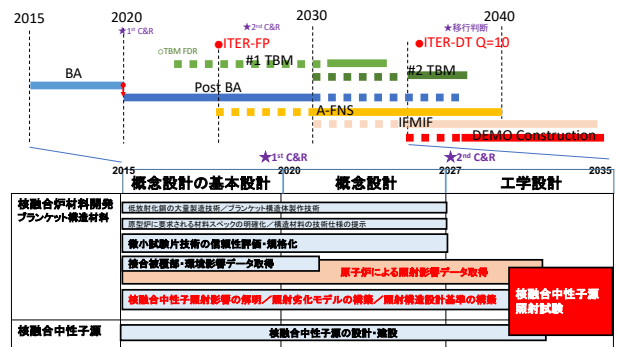 2015
2020
2030
2040
★1st C&R
★2nd C&R
★移行判断
○TBM FDR
●ITER-FP
●ITER-DT Q=10
#1 TBM
#2 TBM
BA
Post BA
A-FNS
IFMIF
DEMO Construction
★1st C&R
★2nd C&R
2015
2020
2027
2035
概念設計の基本設計
概念設計
工学設計
核融合炉材料開発
ブランケット構造材料
低放射化鋼の大量製造技術／ブランケット構造体製作技術
原型炉に要求される材料スペックの明確化／構造材料の技術仕様の提示
微小試験片技術の信頼性評価・規格化
接合被覆部・環境影響データ取得
原子炉による照射影響データ取得
核融合中性子照射影響の解明／照射劣化モデルの構築／照射構造設計基準の構築
核融合中性子源
照射試験
核融合中性子源
核融合中性子の設計・建設